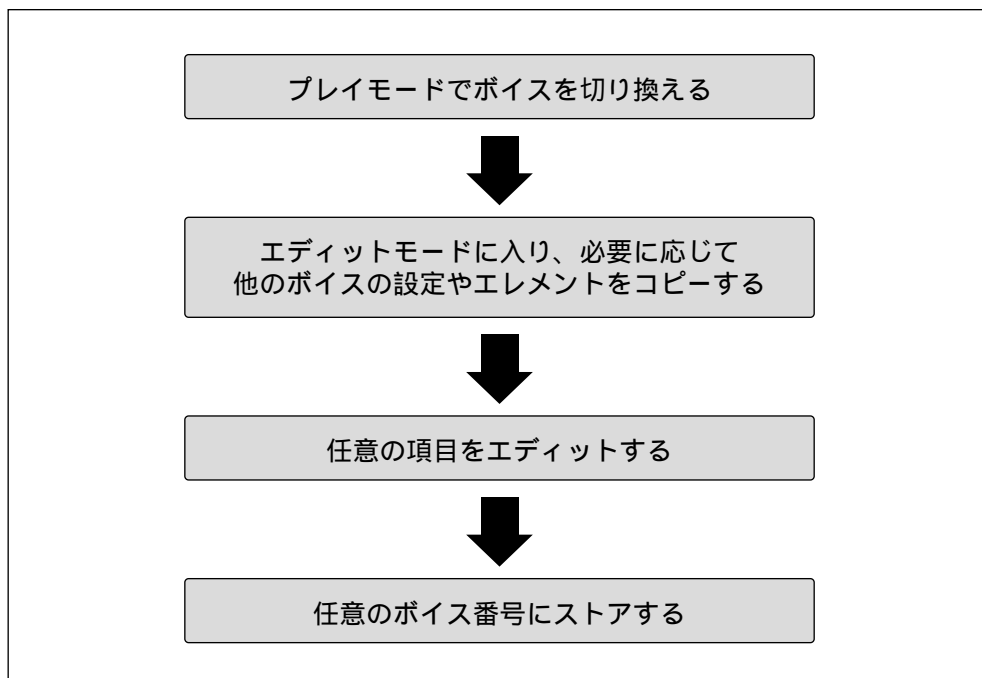 プレイモードでボイスを切り換える
エディットモードに入り、必要に応じて
他のボイスの設定やエレメントをコピーする
任意の項目をエディットする
任意のボイス番号にストアする